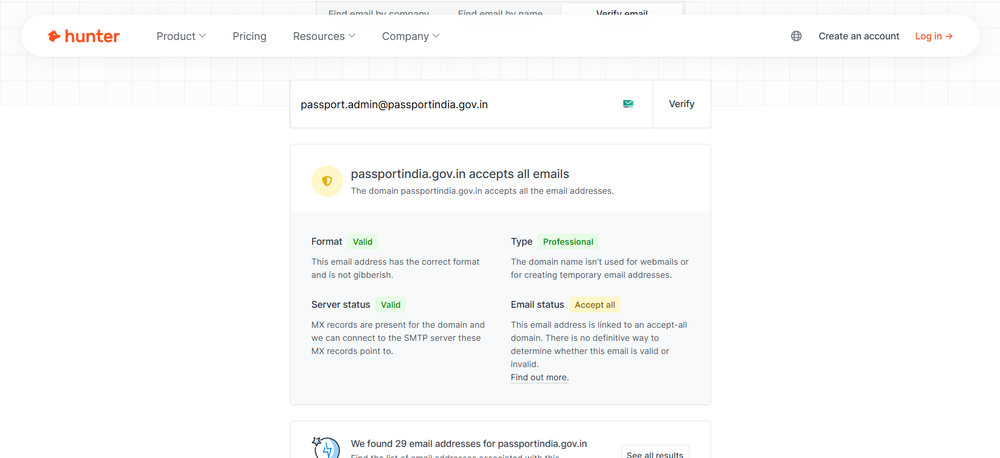 Find email by company Find email by name Verify email
hunter Product Pricing Resources Company Create an account Log in →
passport.admin@passportindia.gov.in Verify
passportindia.gov.in accepts all emails
The domain passportindia.gov.in accepts all the email addresses.
Format Valid
This email address has the correct format
and is not gibberish.
Type Professional
The domain name isn't used for webmails or
for creating temporary email addresses.
Server status Valid
MX records are present for the domain and
we can connect to the SMTP server these
MX records point to.
Email status Accept all
This email address is linked to an accept-all
domain. There is no definitive way to
determine whether this email is valid or
invalid.
Find out more.
We found 29 email addresses for passportindia.gov.in
Find the list of email addresses associated with this
See all results